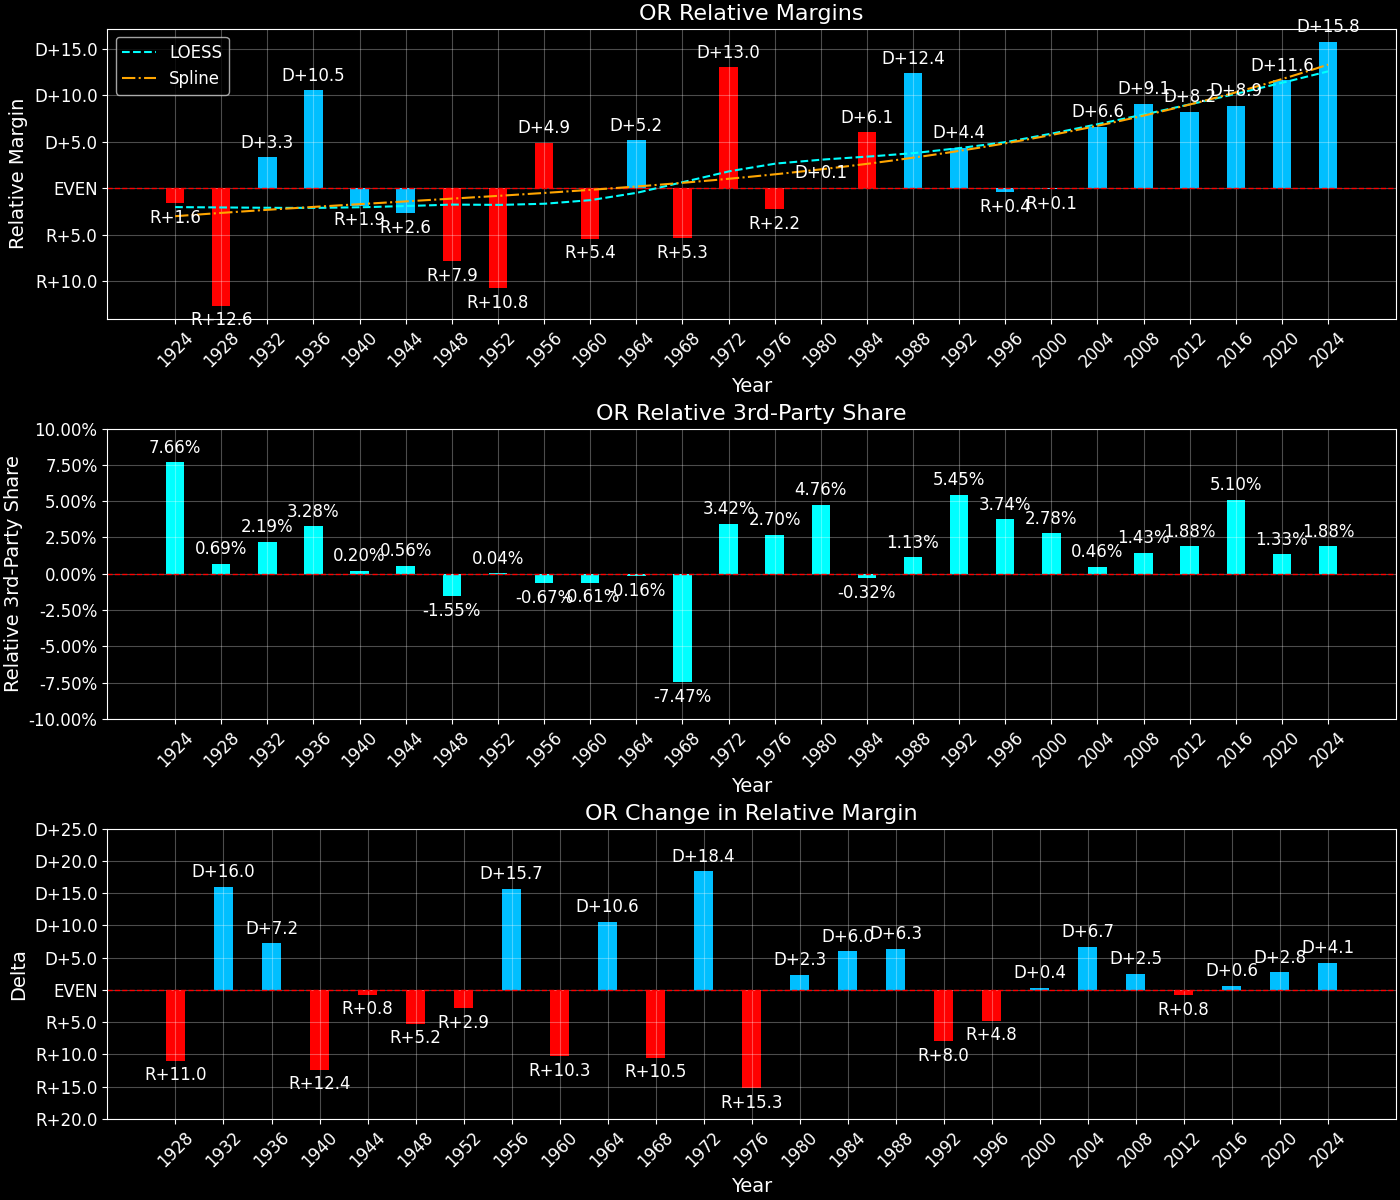 OR Relative Margins
LOESS
Spline
Relative Margin
D+15.0
D+10.0
D+5.0
EVEN
R+5.0
R+10.0
R+1.6
R+12.6
D+3.3
D+10.5
R+1.9
R+2.6
R+7.9
R+10.8
D+4.9
R+5.4
D+5.2
R+5.3
D+13.0
R+2.2
D+0.1
D+6.1
D+12.4
D+4.4
R+0.4
R+0.1
D+6.6
D+9.1
D+8.2
D+8.9
D+11.6
D+15.8
1924 1928 1932 1936 1940 1944 1948 1952 1956 1960 1964 1968 1972 1976 1980 1984 1988 1992 1996 2000 2004 2008 2012 2016 2020 2024
Year
OR Relative 3rd-Party Share
Relative 3rd-Party Share
10.00%
7.50%
5.00%
2.50%
0.00%
-2.50%
-5.00%
-7.50%
-10.00%
7.66%
0.69%
2.19%
3.28%
0.20%
0.56%
-1.55%
0.04%
-0.67%
-0.61%
-0.16%
-7.47%
3.42%
2.70%
4.76%
-0.32%
1.13%
5.45%
3.74%
2.78%
0.46%
1.43%
1.88%
5.10%
1.33%
1.88%
1924 1928 1932 1936 1940 1944 1948 1952 1956 1960 1964 1968 1972 1976 1980 1984 1988 1992 1996 2000 2004 2008 2012 2016 2020 2024
Year
OR Change in Relative Margin
Delta
D+25.0
D+20.0
D+15.0
D+10.0
D+5.0
EVEN
R+5.0
R+10.0
R+15.0
R+20.0
R+11.0
D+16.0
D+7.2
R+12.4
R+0.8
R+5.2
R+2.9
D+15.7
R+10.3
D+10.6
R+10.5
D+18.4
R+15.3
D+2.3
D+6.0
D+6.3
R+8.0
R+4.8
D+0.4
D+6.7
D+2.5
R+0.8
D+0.6
D+2.8
D+4.1
1928 1932 1936 1940 1944 1948 1952 1956 1960 1964 1968 1972 1976 1980 1984 1988 1992 1996 2000 2004 2008 2012 2016 2020 2024
Year